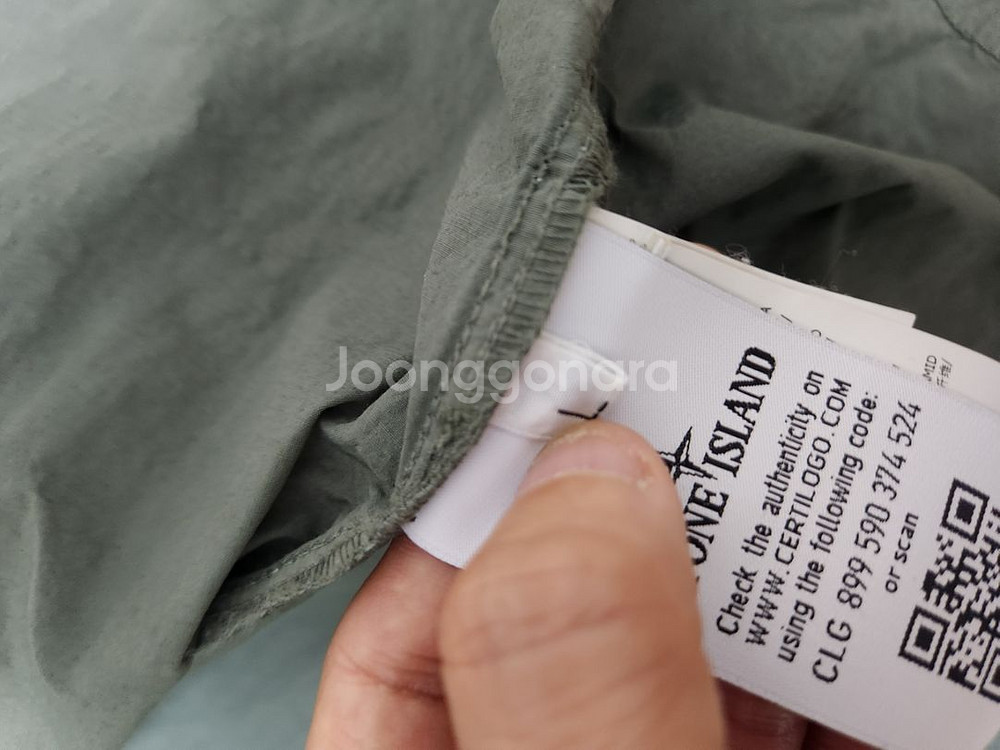 Joonggonara
L
STONE ISLAND
Check the authenticity on
WWW.CERTILOGO.COM
using the following code:
CLG 899 590 374 524
or scan